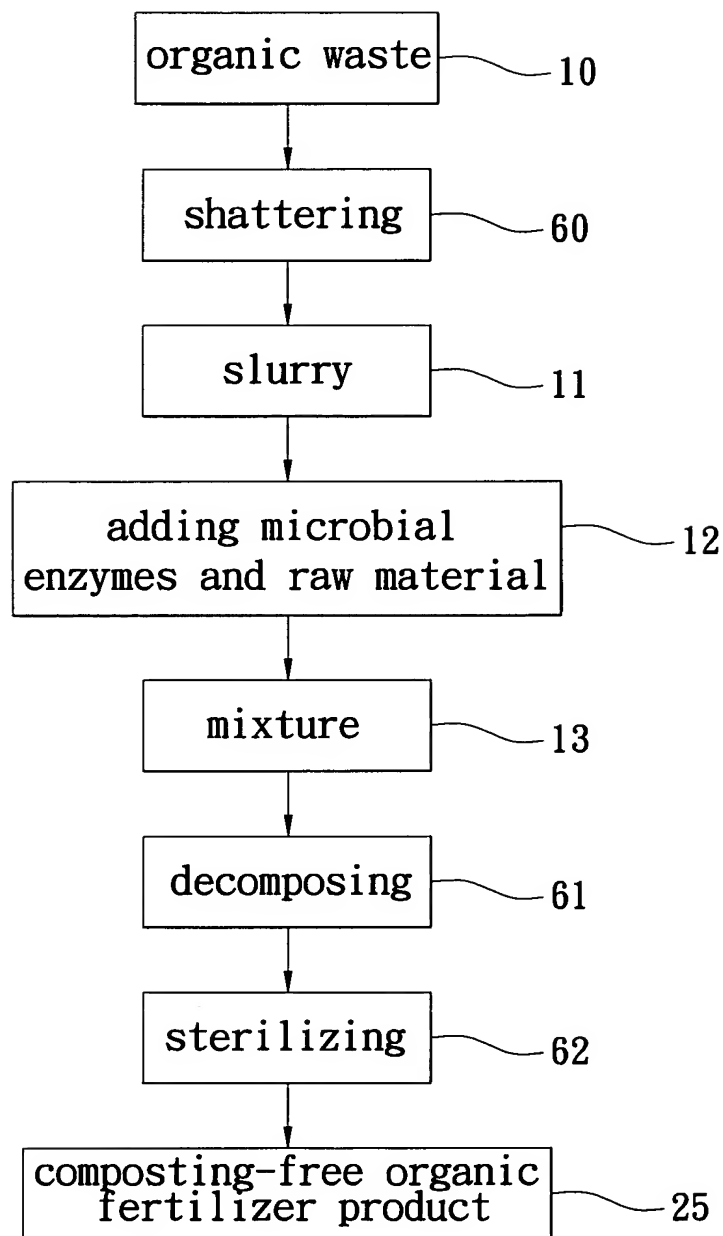 organic waste
10
shattering
60
slurry
11
adding microbial
enzymes and raw material
12
mixture
13
decomposing
61
sterilizing
62
composting-free organic
fertilizer product
25